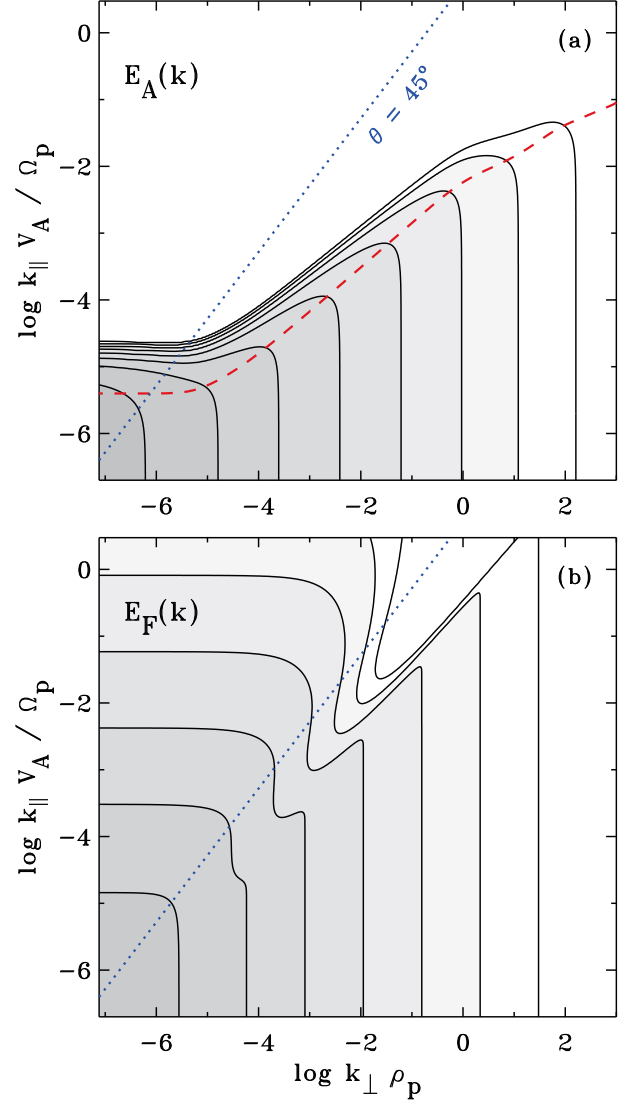 0
(a)
E_A(k)
θ = 45°
−2
log k_∥ V_A / Ω_p
−4
−6
−6 −4 −2 0 2
0
(b)
E_F(k)
−2
log k_∥ V_A / Ω_p
−4
−6
−6 −4 −2 0 2
log k_⊥ ρ_p